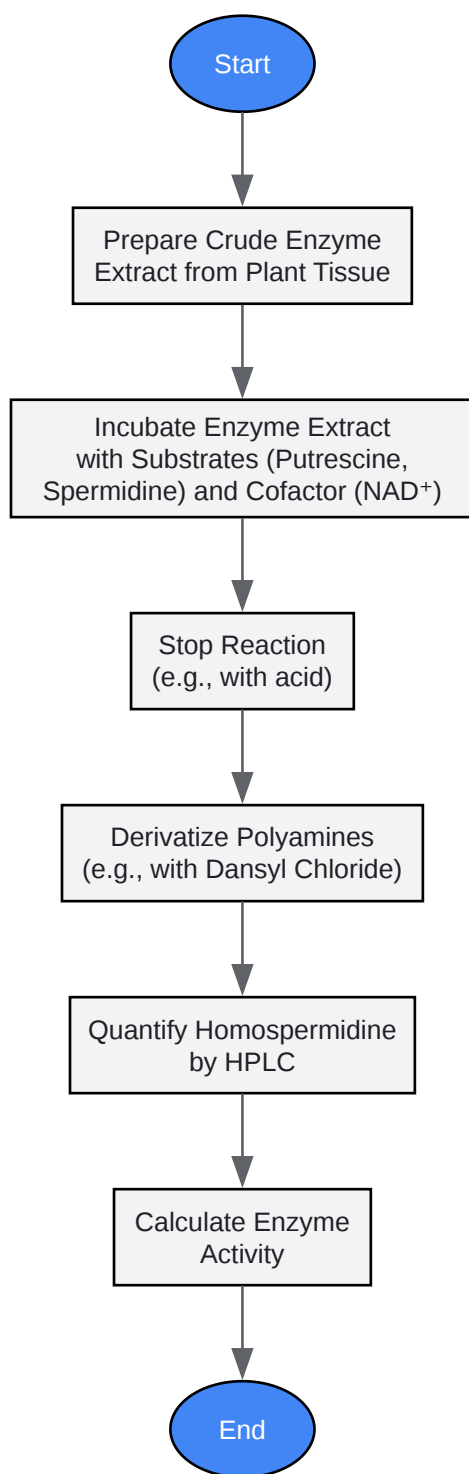 Start
Prepare Crude Enzyme
Extract from Plant Tissue
Incubate Enzyme Extract
with Substrates (Putrescine,
Spermidine) and Cofactor (NAD⁺)
Stop Reaction
(e.g., with acid)
Derivatize Polyamines
(e.g., with Dansyl Chloride)
Quantify Homospermidine
by HPLC
Calculate Enzyme
Activity
End